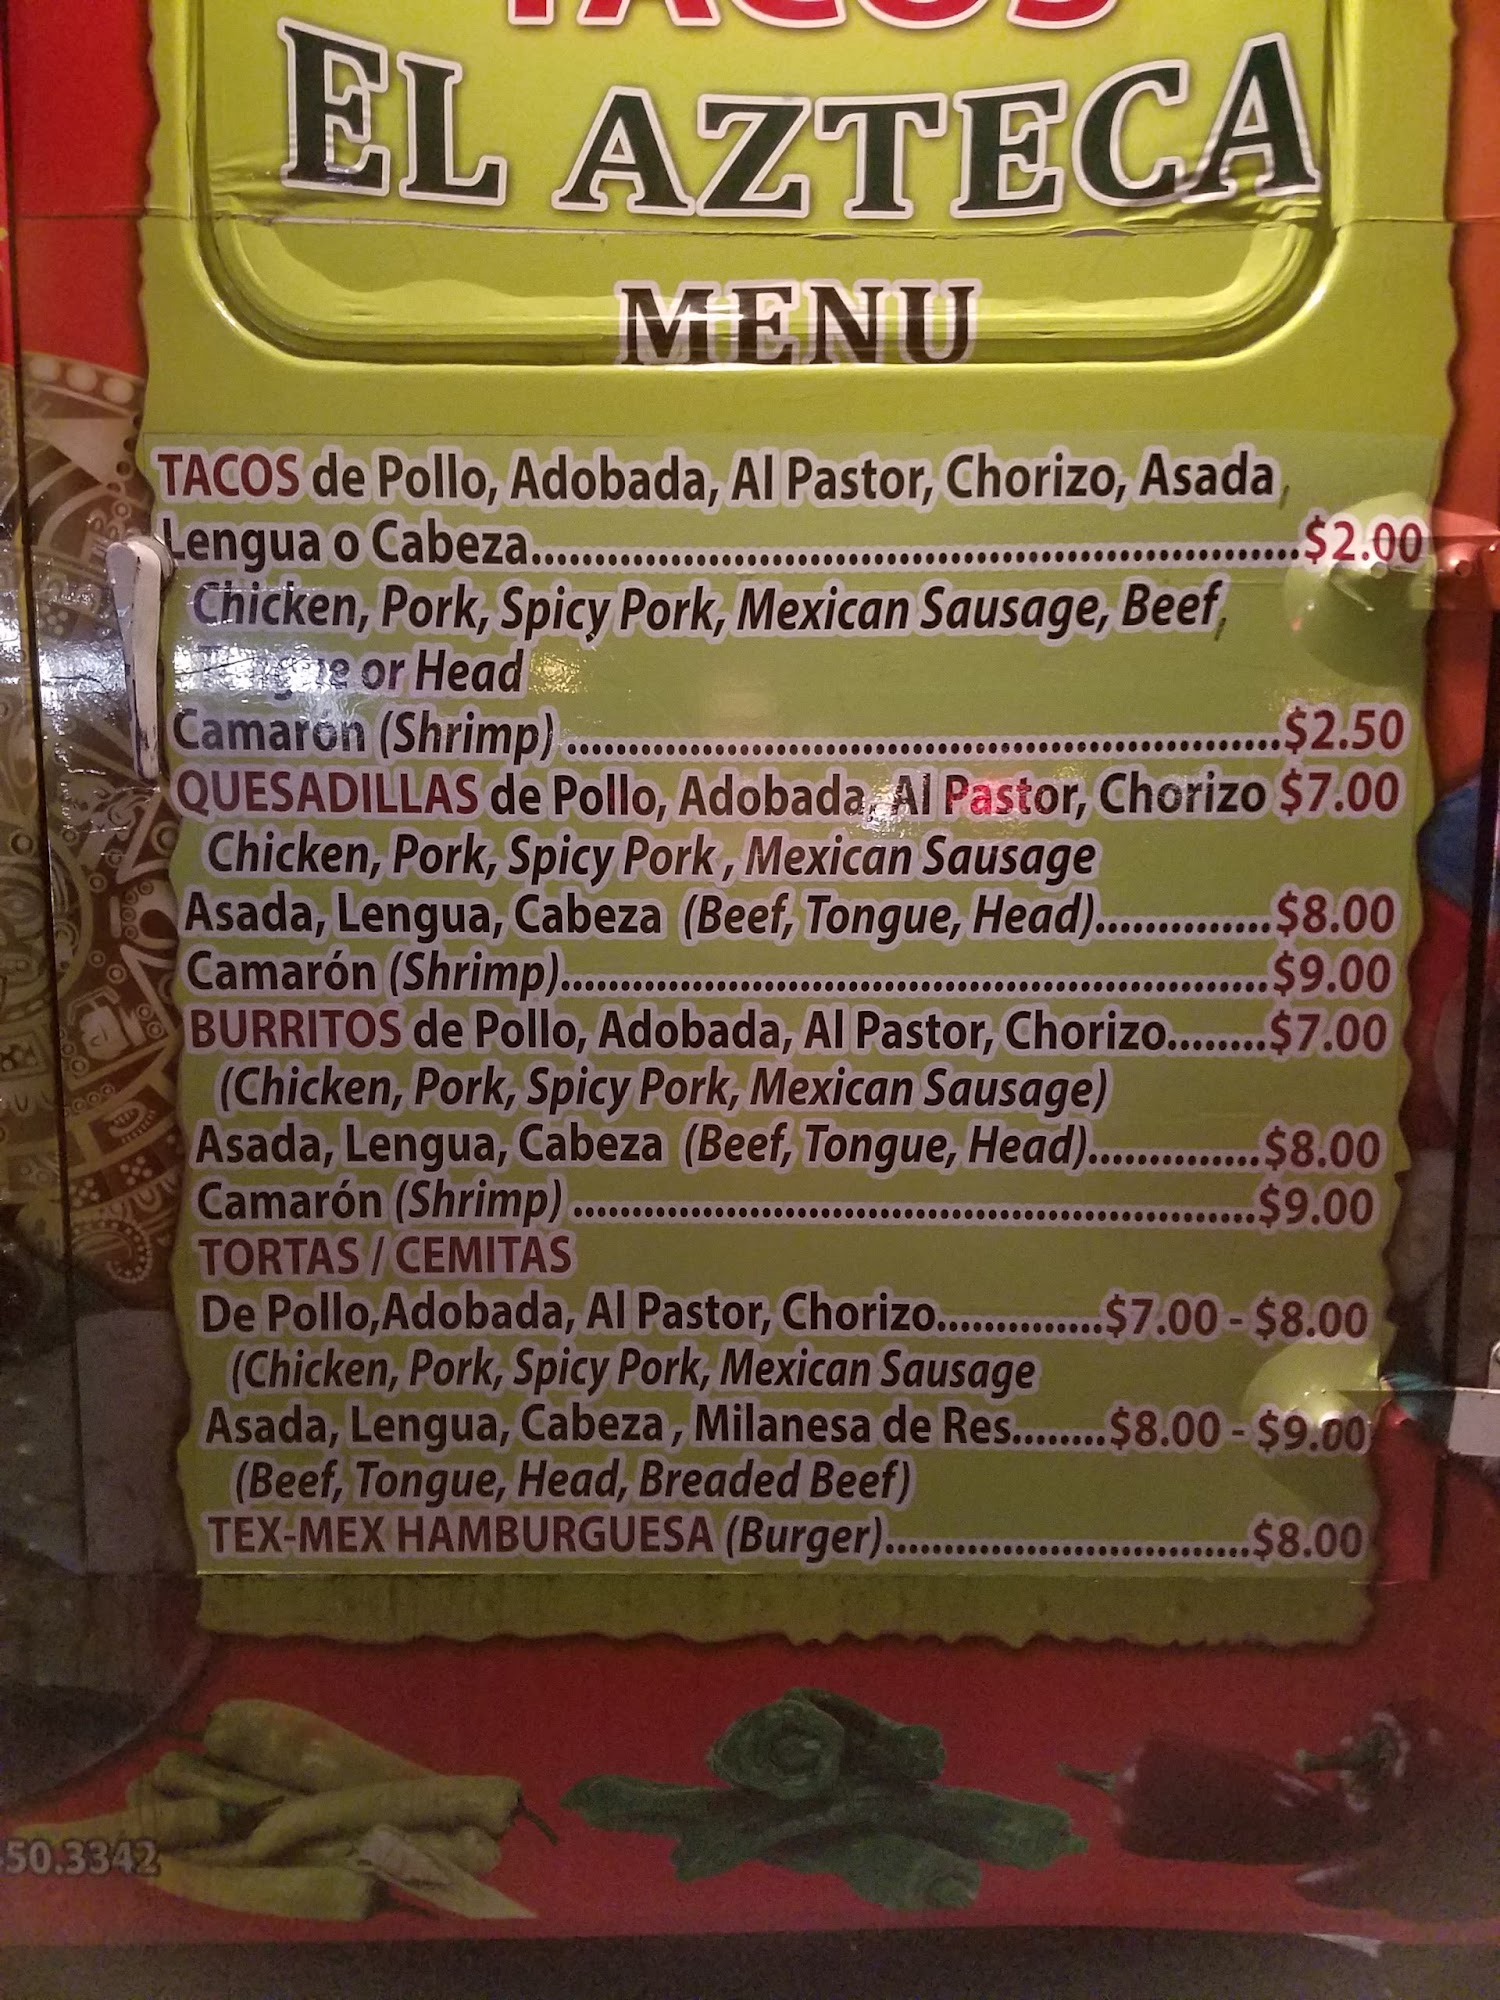 TACOS
EL AZTECA
MENU
TACOS de Pollo, Adobada, Al Pastor, Chorizo, Asada,
Lengua o Cabeza..........$2.00
Chicken, Pork, Spicy Pork, Mexican Sausage, Beef,
Tongue or Head
Camarón (Shrimp)..........$2.50
QUESADILLAS de Pollo, Adobada, Al Pastor, Chorizo $7.00
Chicken, Pork, Spicy Pork, Mexican Sausage
Asada, Lengua, Cabeza (Beef, Tongue, Head)..........$8.00
Camarón (Shrimp)..........$9.00
BURRITOS de Pollo, Adobada, Al Pastor, Chorizo........$7.00
(Chicken, Pork, Spicy Pork, Mexican Sausage)
Asada, Lengua, Cabeza (Beef, Tongue, Head)..........$8.00
Camarón (Shrimp)..........$9.00
TORTAS / CEMITAS
De Pollo,Adobada, Al Pastor, Chorizo..........$7.00 - $8.00
(Chicken, Pork, Spicy Pork, Mexican Sausage
Asada, Lengua, Cabeza, Milanesa de Res........$8.00 - $9.00
(Beef, Tongue, Head, Breaded Beef)
TEX-MEX HAMBURGUESA (Burger)..........$8.00
50.3342